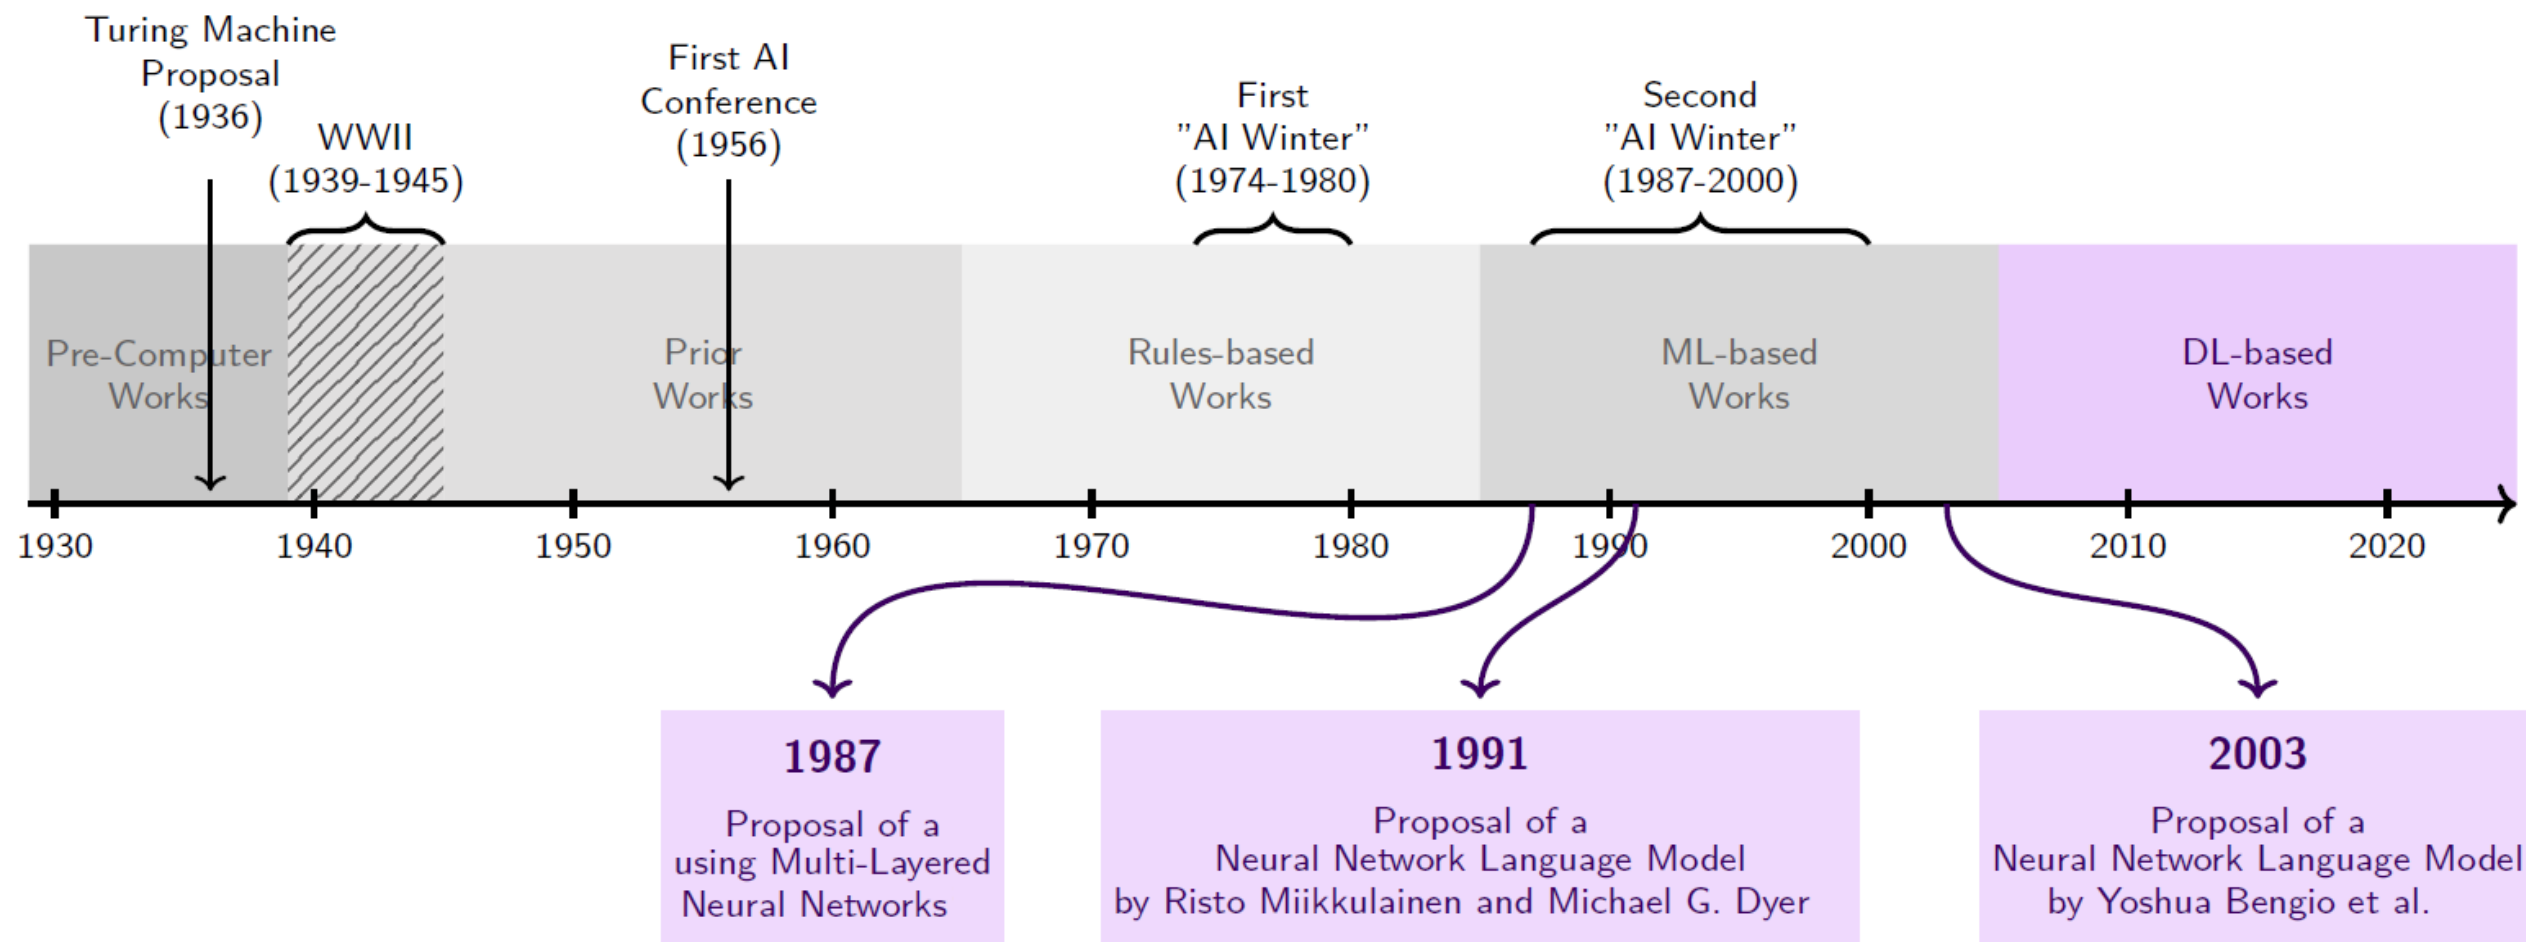 Turing Machine
Proposal
(1936)
WWII
(1939-1945)
First AI
Conference
(1956)
First
”AI Winter”
(1974-1980)
Second
”AI Winter”
(1987-2000)
Pre-Computer
Works
Prior
Works
Rules-based
Works
ML-based
Works
DL-based
Works
1930
1940
1950
1960
1970
1980
1990
2000
2010
2020
1987
Proposal of a
using Multi-Layered
Neural Networks
1991
Proposal of a
Neural Network Language Model
by Risto Miikkulainen and Michael G. Dyer
2003
Proposal of a
Neural Network Language Model
by Yoshua Bengio et al.